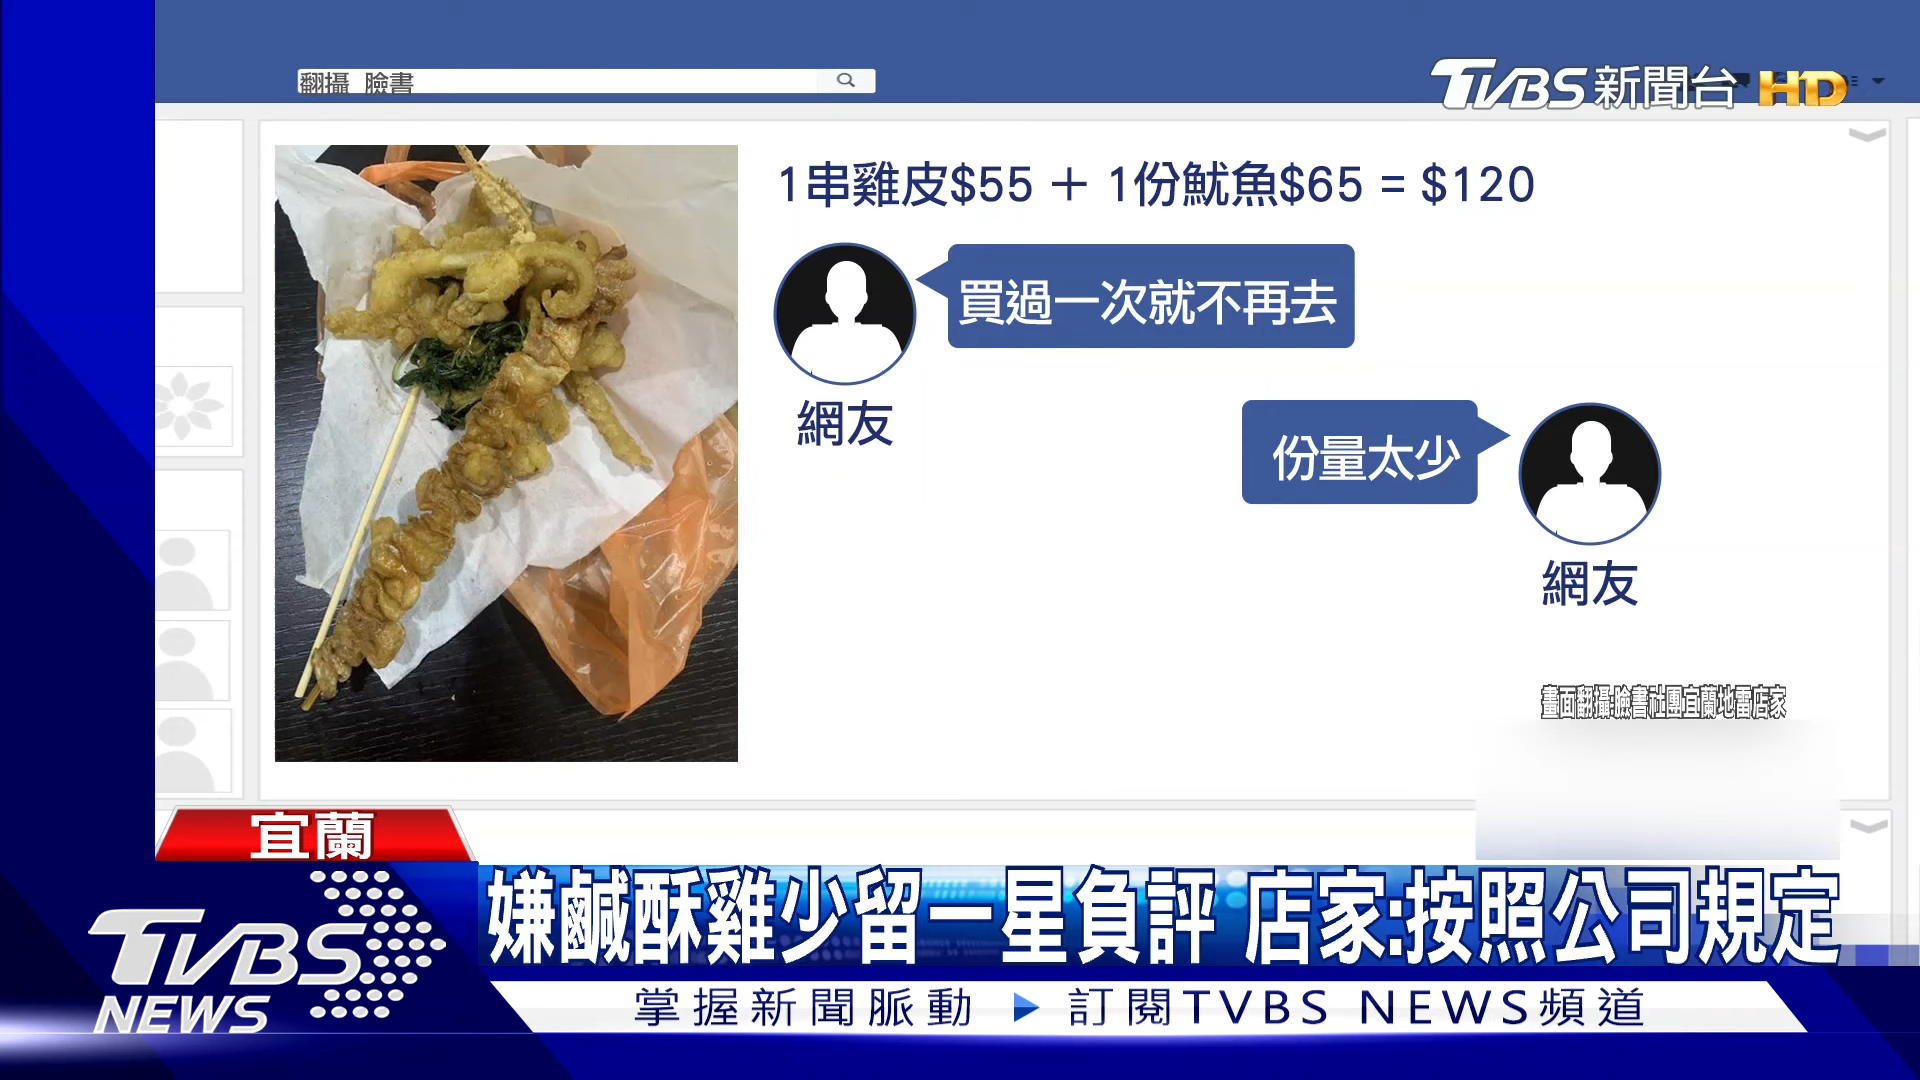 翻攝 臉書
TVBS新聞台 HD
1串雞皮$55 + 1份魷魚$65 = $120
買過一次就不再去
網友
份量太少
網友
畫面翻攝:臉書社團宜蘭地雷店家
宜蘭
嫌鹹酥雞少留一星負評 店家:按照公司規定
TVBS
NEWS
掌握新聞脈動 ▶ 訂閱TVBS NEWS頻道